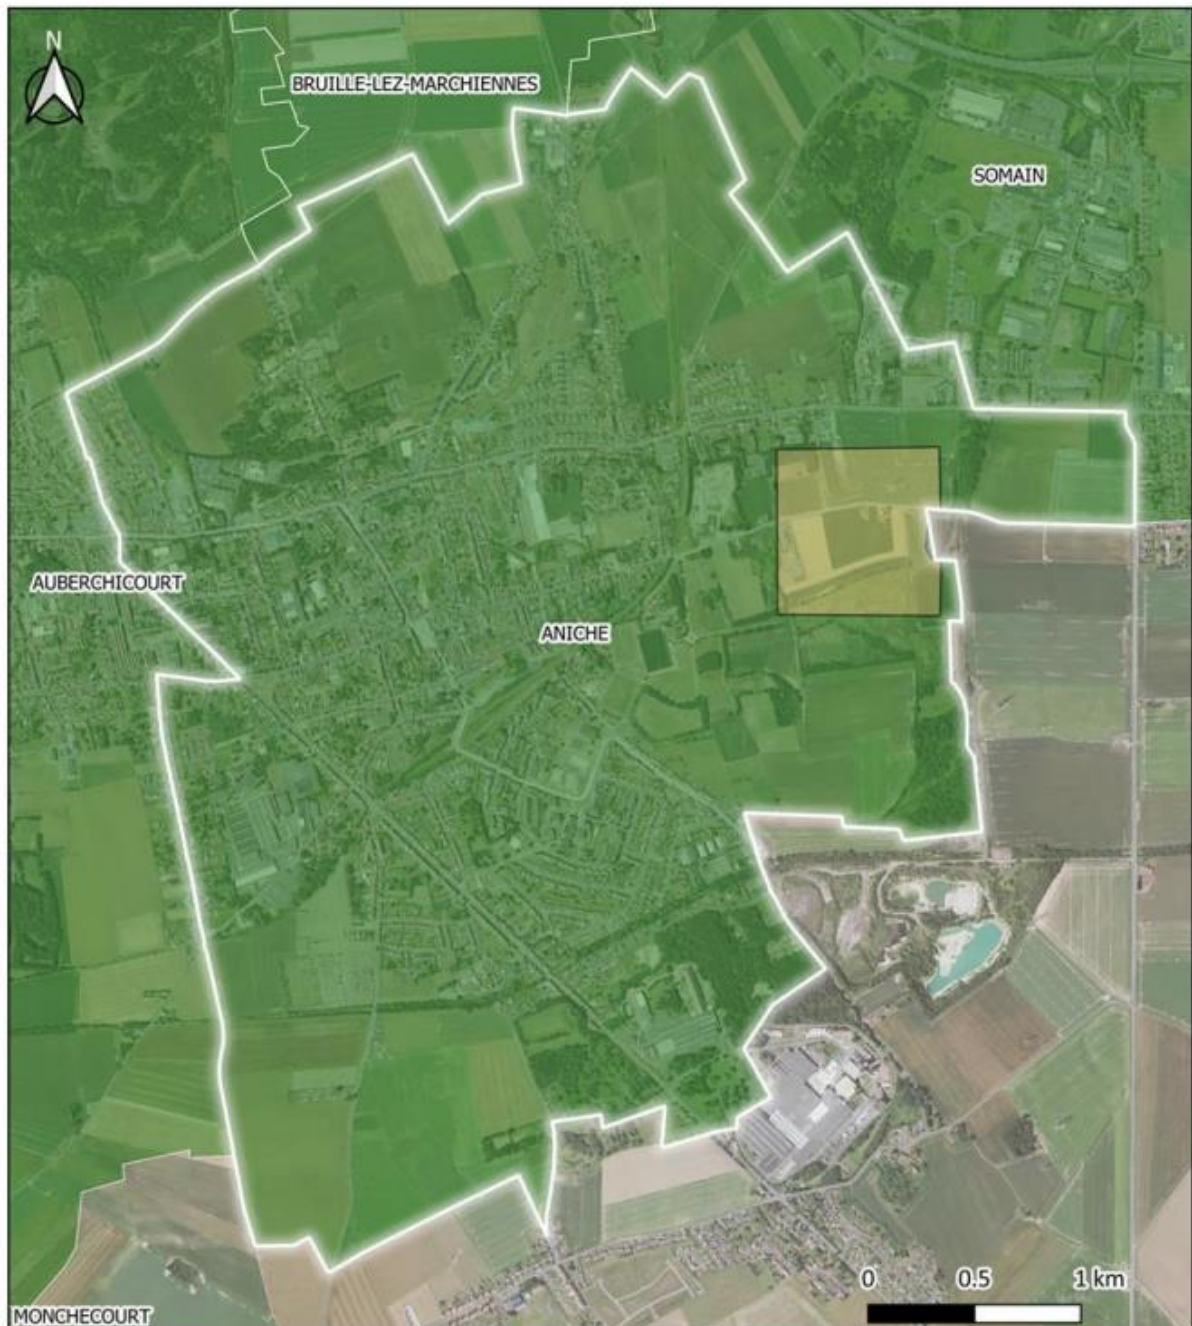 N
BRUILLE-LEZ-MARCHIENNES
SOMAIN
AUBERCHICOURT
ANICHE
0 0.5 1 km
MONCHECOURT